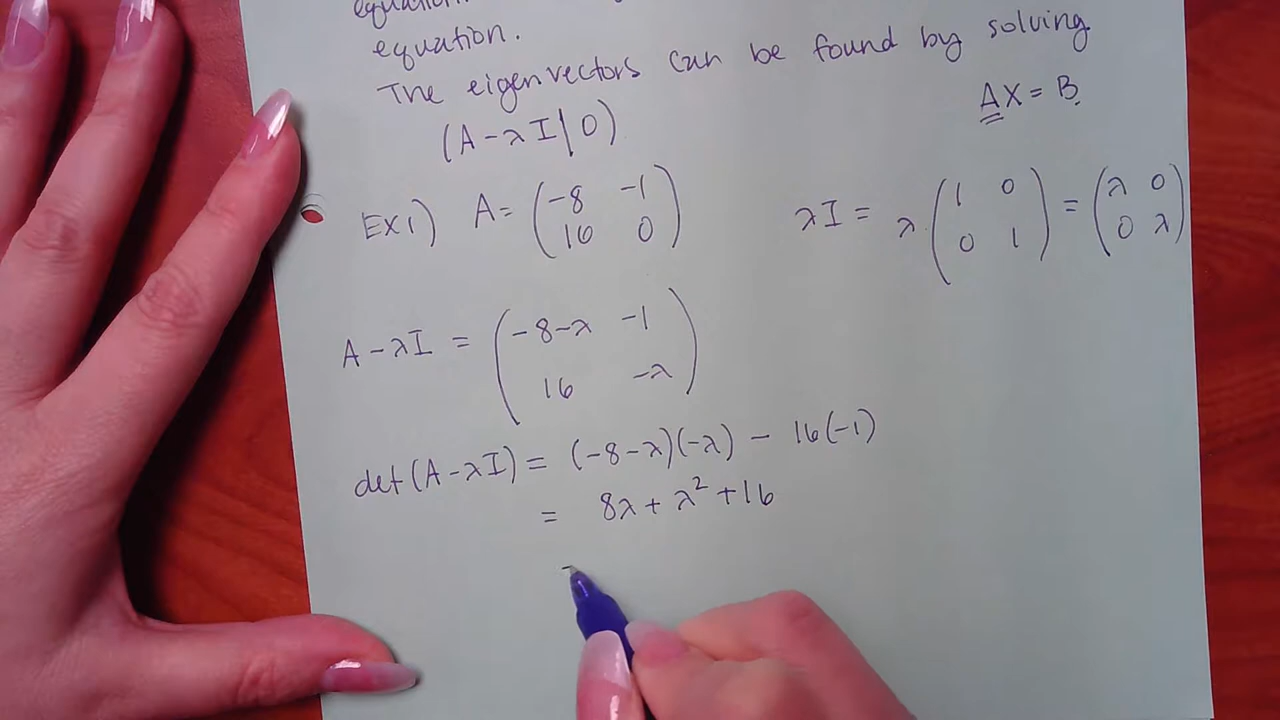 equation.
equation.
The eigenvectors can be found by solving
(A-λI|0)
AX = B.
EX1) A = (-8 -1
16 0)
λI = λ(1 0
0 1) = (λ 0
0 λ)
A-λI = (-8-λ -1
16 -λ)
det(A-λI) = (-8-λ)(-λ) - 16(-1)
= 8λ + λ² + 16